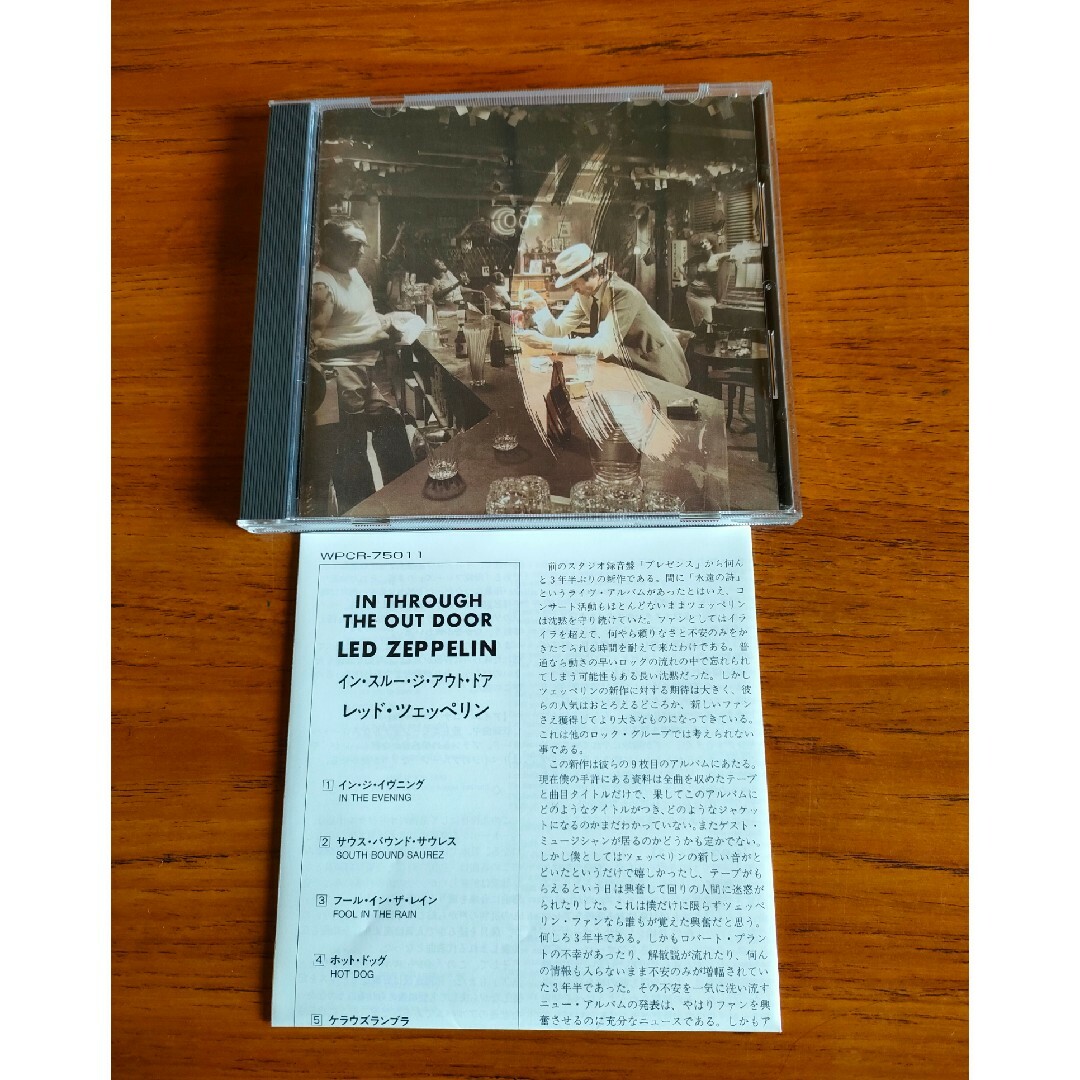 WPCR-75011
IN THROUGH
THE OUT DOOR
LED ZEPPELIN
イン・スルー・ジ・アウト・ドア
レッド・ツェッペリン
1 イン・ジ・イヴニング
IN THE EVENING
2 サウス・バウンド・サウレス
SOUTH BOUND SAUREZ
3 フール・イン・ザ・レイン
FOOL IN THE RAIN
4 ホット・ドッグ
HOT DOG
5 ケラウズランブラ
前のスタジオ録音盤「プレゼンス」から何ん
と3年半ぶりの新作である。間に「永遠の詩」
というライヴ・アルバムがあったとはいえ、コ
ンサート活動もほとんどないままツェッペリン
は沈黙を守り続けていた。ファンとしてはイラ
イラを超えて、何やら頼りなさと不安のみをか
きたてられる時間を耐えて来たわけである。普
通なら動きの早いロックの流れの中で忘れられ
てしまう可能性もある長い沈黙だった。しかし
ツェッペリンの新作に対する期待は大きく、彼
らの人気はおとろえるどころか、新しいファン
さえ獲得してより大きなものになってきている。
これは他のロック・グループでは考えられない
事である。
この新作は彼らの9枚目のアルバムにあたる。
現在僕の手許にある資料は全曲を収めたテープ
と曲目タイトルだけで、果してこのアルバムに
どのようなタイトルがつき、どのようなジャケッ
トになるのかまだわかっていない。またゲスト・
ミュージシャンが居るのかどうかも定かでない。
しかし僕としてはツェッペリンの新しい音がと
どいたというだけで嬉しかったし、テープがも
らえるという日は興奮して回りの人間に迷惑が
られたりした。これは僕だけに限らずツェッペ
リン・ファンなら誰もが覚えた興奮だと思う。
何しろ3年半である。しかもロバート・プラン
トの不幸があったり、解散説が流れたり、何ん
の情報も入らないまま不安のみが増幅されてい
た3年半であった。その不安を一気に洗い流す
ニュー・アルバムの発表は、やはりファンを興
奮させるのに充分なニュースである。しかもア